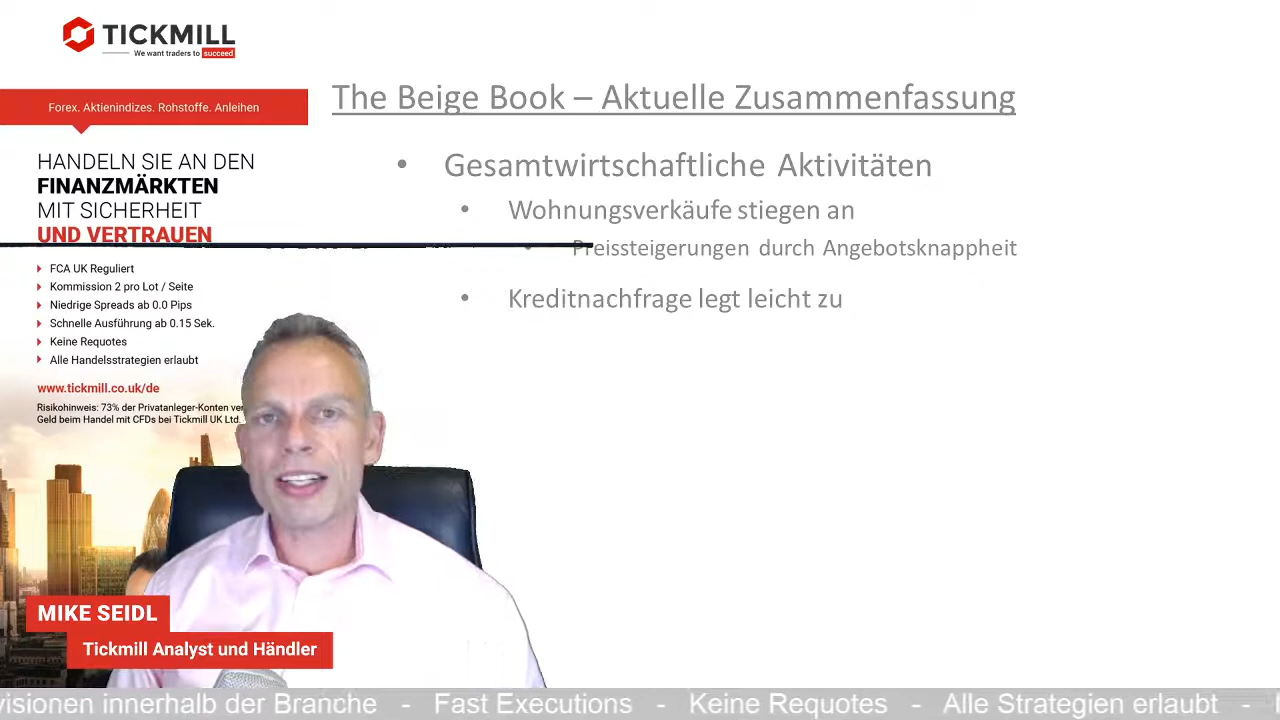 TICKMILL
We want traders to succeed
Forex. Aktienindizes. Rohstoffe. Anleihen
HANDELN SIE AN DEN
FINANZMÄRKTEN
MIT SICHERHEIT
UND VERTRAUEN
FCA UK Reguliert
Kommission 2 pro Lot / Seite
Niedrige Spreads ab 0.0 Pips
Schnelle Ausführung ab 0.15 Sek.
Keine Requotes
Alle Handelsstrategien erlaubt
www.tickmill.co.uk/de
Risikohinweis: 73% der Privatanleger-Konten
Geld beim Handel mit CFDs bei Tickmill UK Ltd.
The Beige Book – Aktuelle Zusammenfassung
• Gesamtwirtschaftliche Aktivitäten
• Wohnungsverkäufe stiegen an
• Preissteigerungen durch Angebotsknappheit
• Kreditnachfrage legt leicht zu
MIKE SEIDL
Tickmill Analyst und Händler
visionen innerhalb der Branche - Fast Executions - Keine Requotes - Alle Strategien erlaubt -